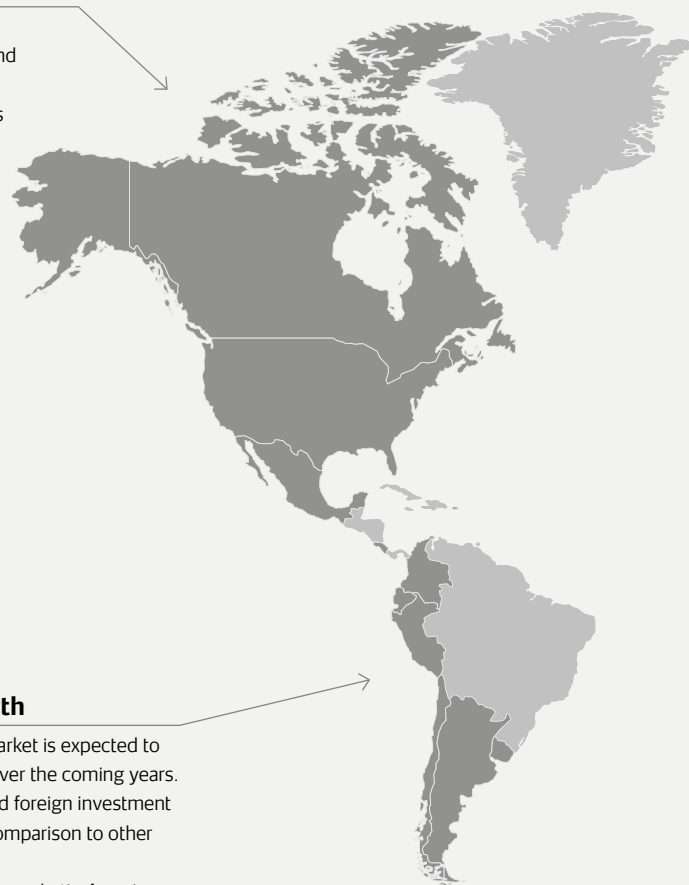 nd
s
th
arket is expected to
ver the coming years.
d foreign investment
omparison to other